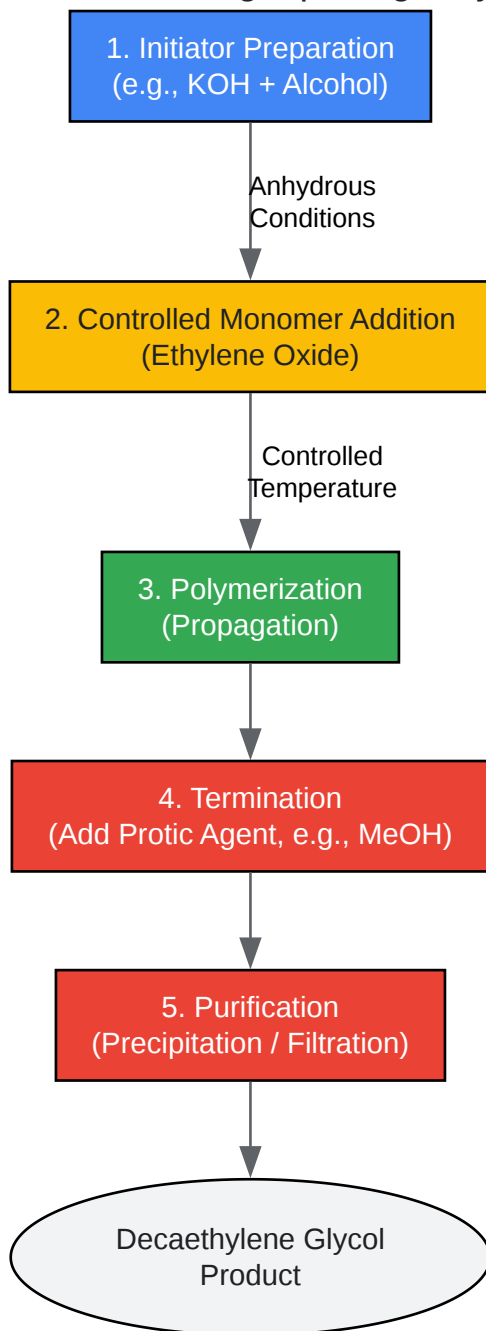 1. Initiator Preparation
(e.g., KOH + Alcohol)
Anhydrous
Conditions
2. Controlled Monomer Addition
(Ethylene Oxide)
Controlled
Temperature
3. Polymerization
(Propagation)
4. Termination
(Add Protic Agent, e.g., MeOH)
5. Purification
(Precipitation / Filtration)
Decaethylene Glycol
Product